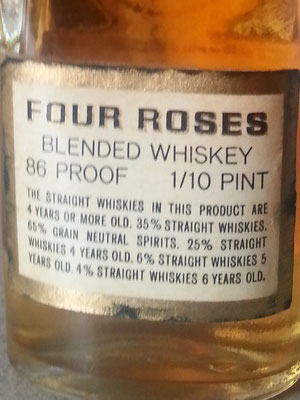 FOUR ROSES
BLENDED WHISKEY
86 PROOF 1/10 PINT
THE STRAIGHT WHISKIES IN THIS PRODUCT ARE
4 YEARS OR MORE OLD. 35% STRAIGHT WHISKIES.
65% GRAIN NEUTRAL SPIRITS. 25% STRAIGHT
WHISKIES 4 YEARS OLD. 6% STRAIGHT WHISKIES 5
YEARS OLD. 4% STRAIGHT WHISKIES 6 YEARS OLD.